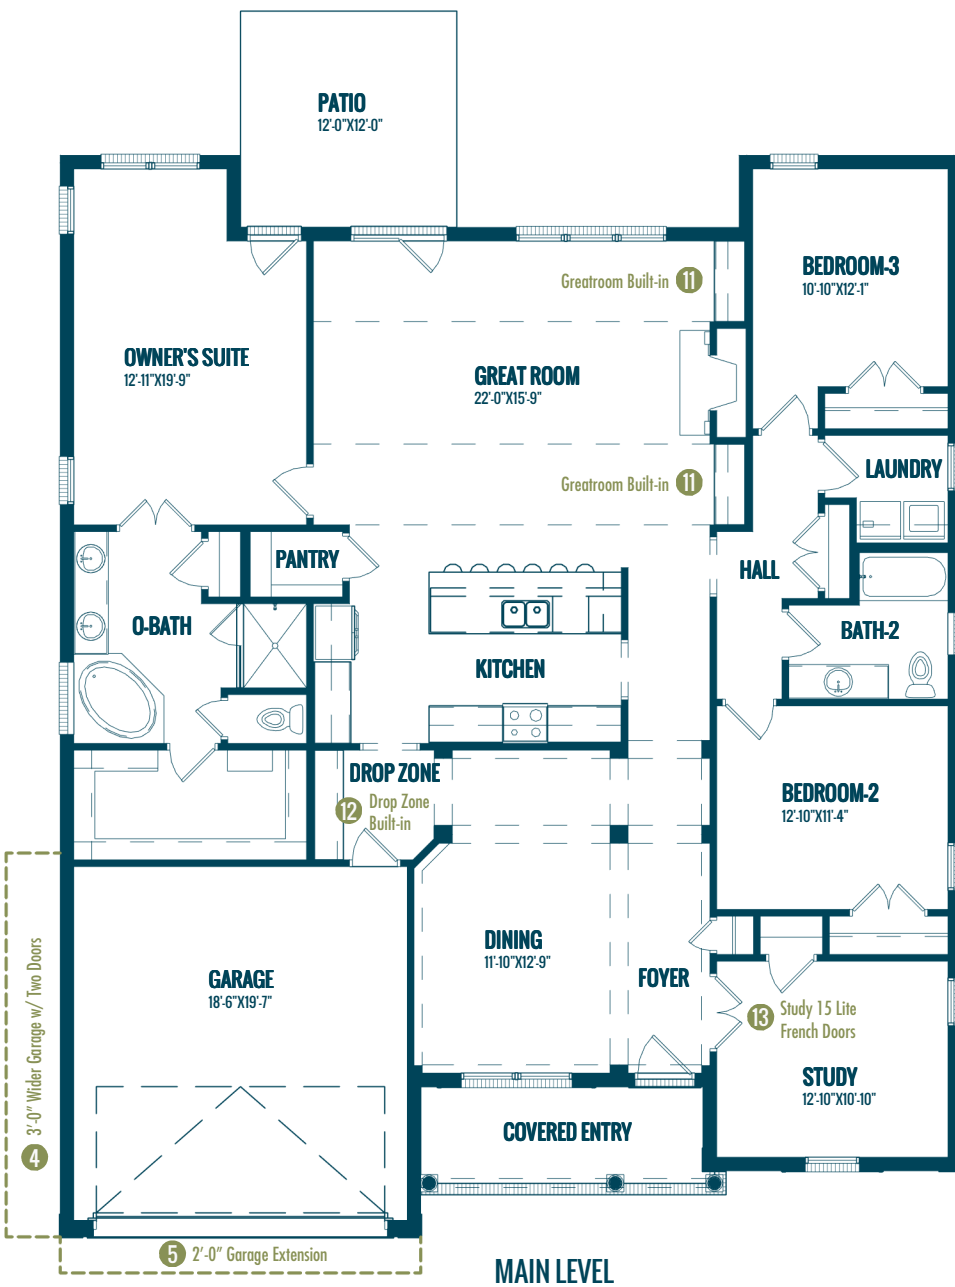 PATIO
12'-0"X12'-0"
Greatroom Built-in 11
BEDROOM-3
10'-10"X12'-1"
OWNER'S SUITE
12'-11"X19'-9"
GREAT ROOM
22'-0"X15'-9"
Greatroom Built-in 11
LAUNDRY
PANTRY
HALL
O-BATH
BATH-2
KITCHEN
DROP ZONE
12 Drop Zone
Built-in
BEDROOM-2
12'-10"X11'-4"
DINING
11'-10"X12'-9"
FOYER
GARAGE
18'-6"X19'-7"
13 Study 15 Lite
French Doors
STUDY
12'-10"X10'-10"
COVERED ENTRY
4 3'-0" Wider Garage w/ Two Doors
5 2'-0" Garage Extension
MAIN LEVEL